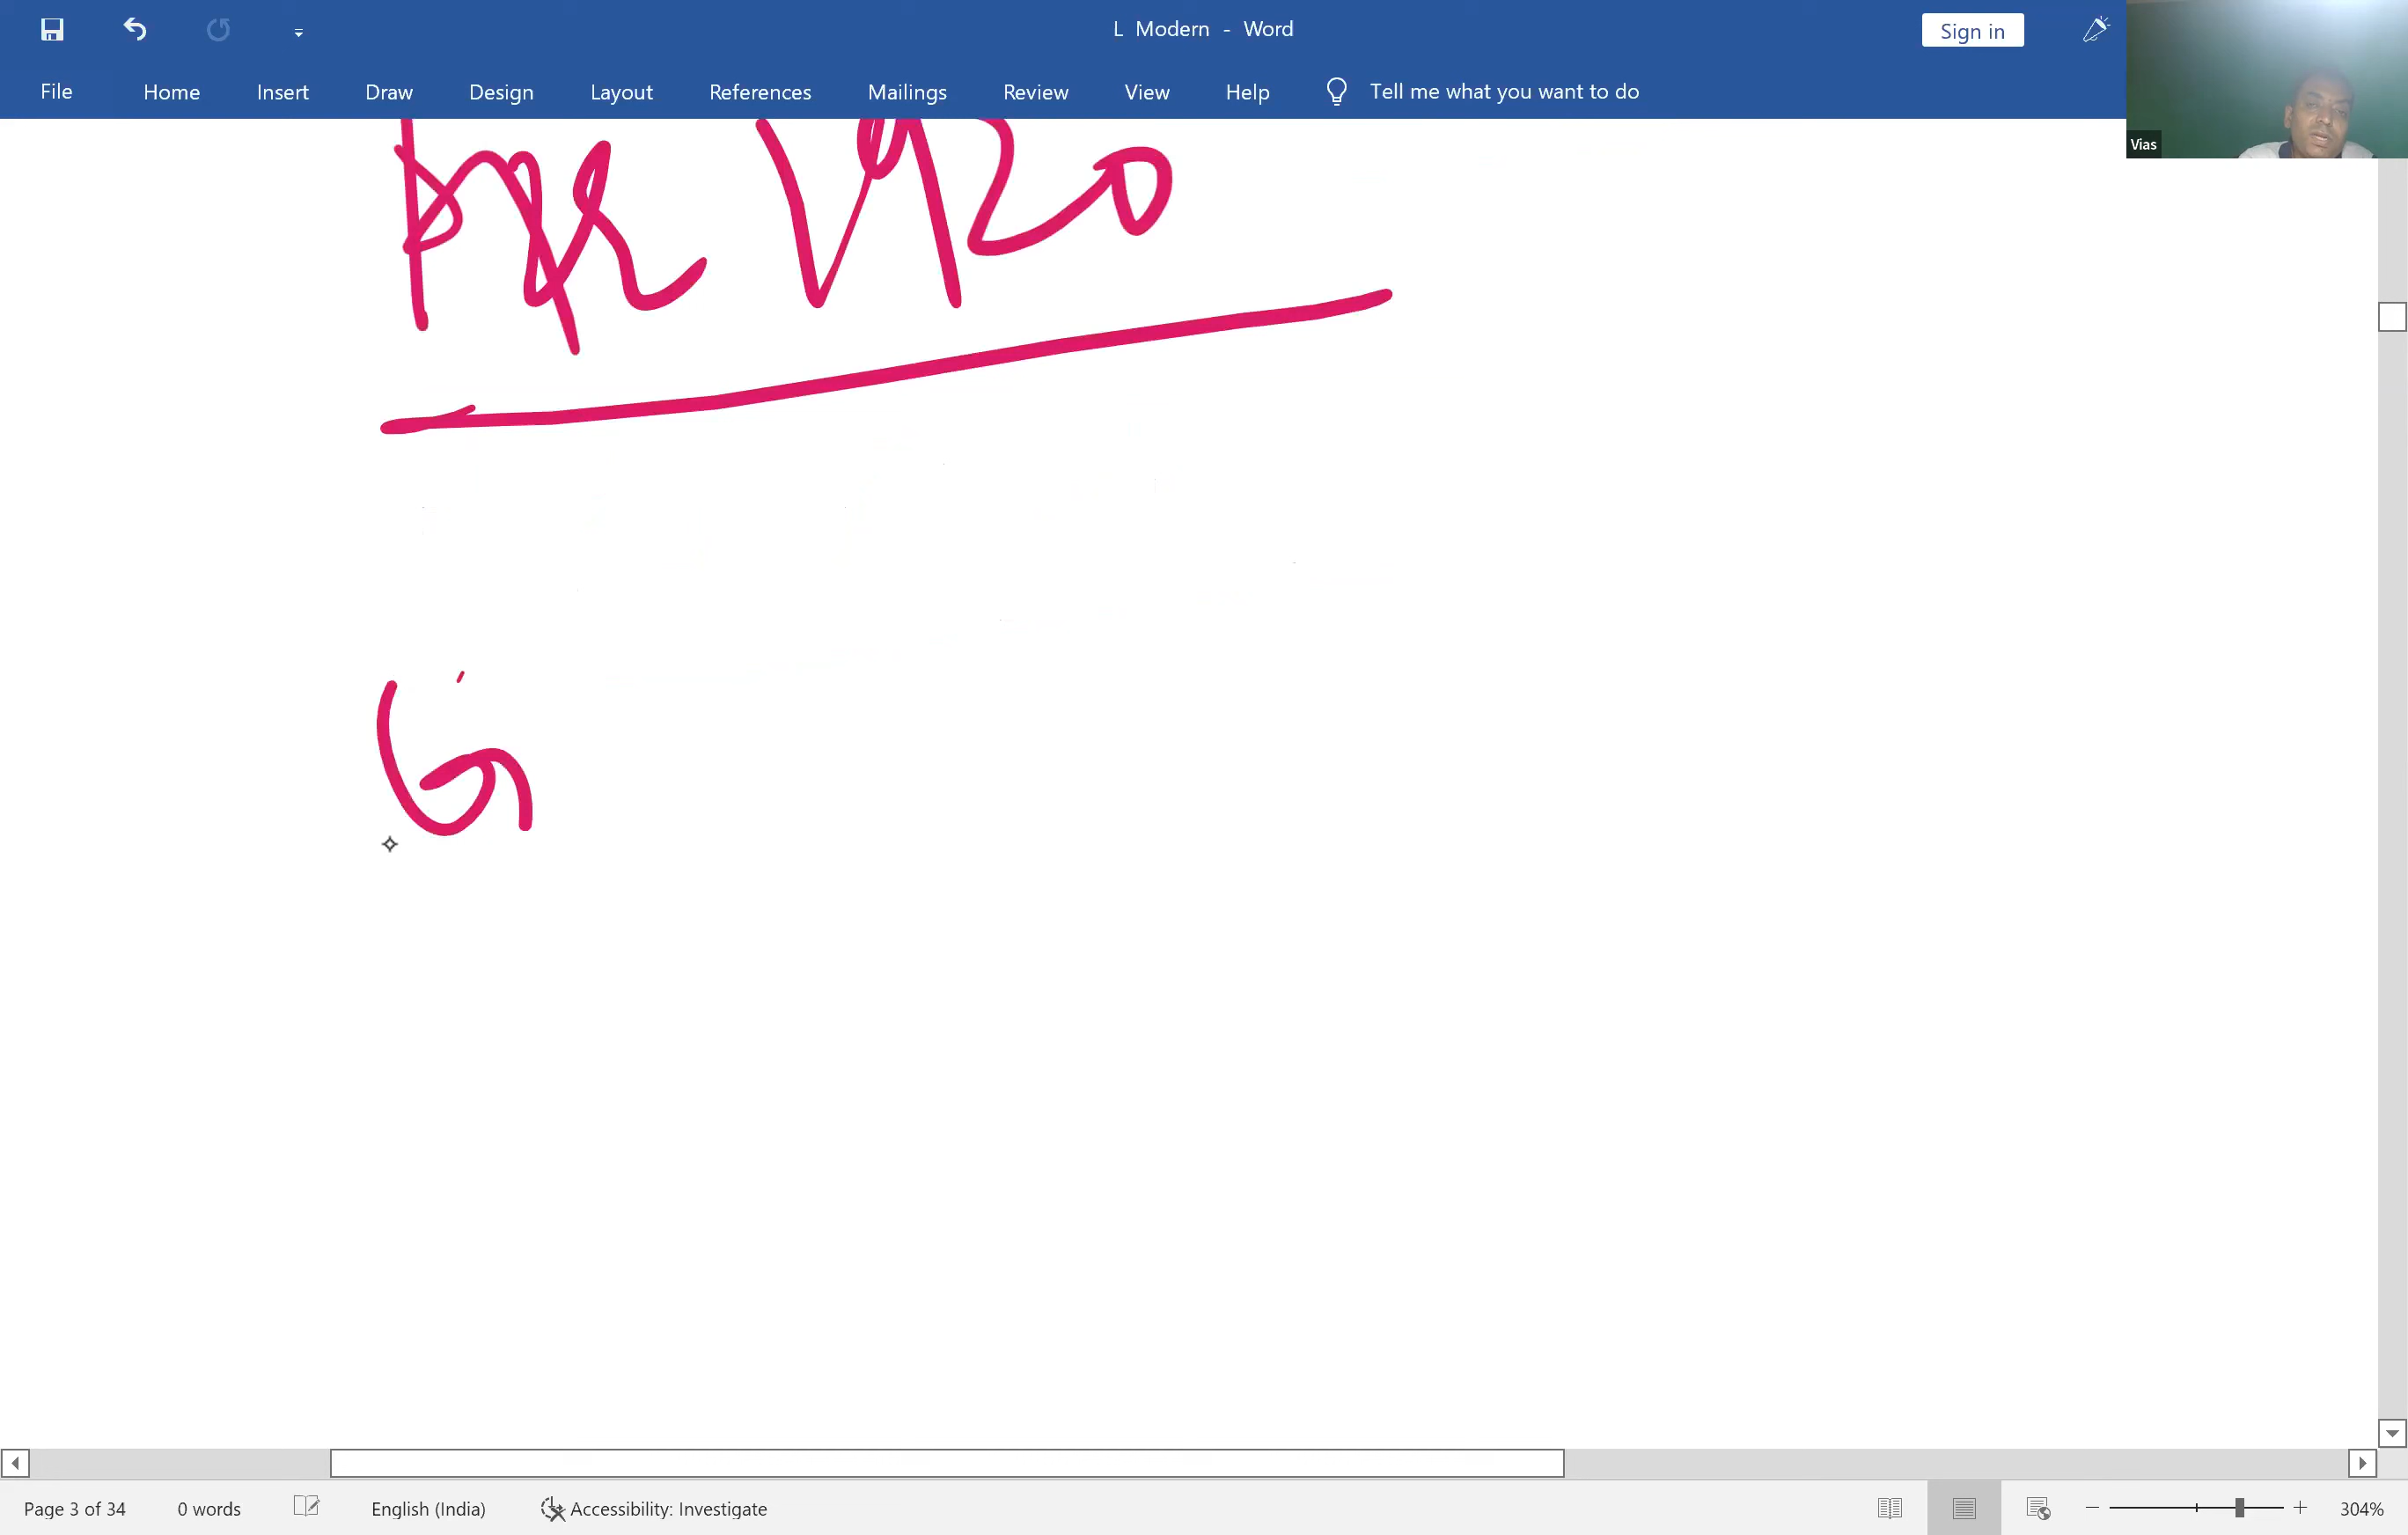 L Modern - Word
Sign in
File Home Insert Draw Design Layout References Mailings Review View Help Tell me what you want to do
Vias
G
Page 3 of 34 0 words English (India) Accessibility: Investigate 304%